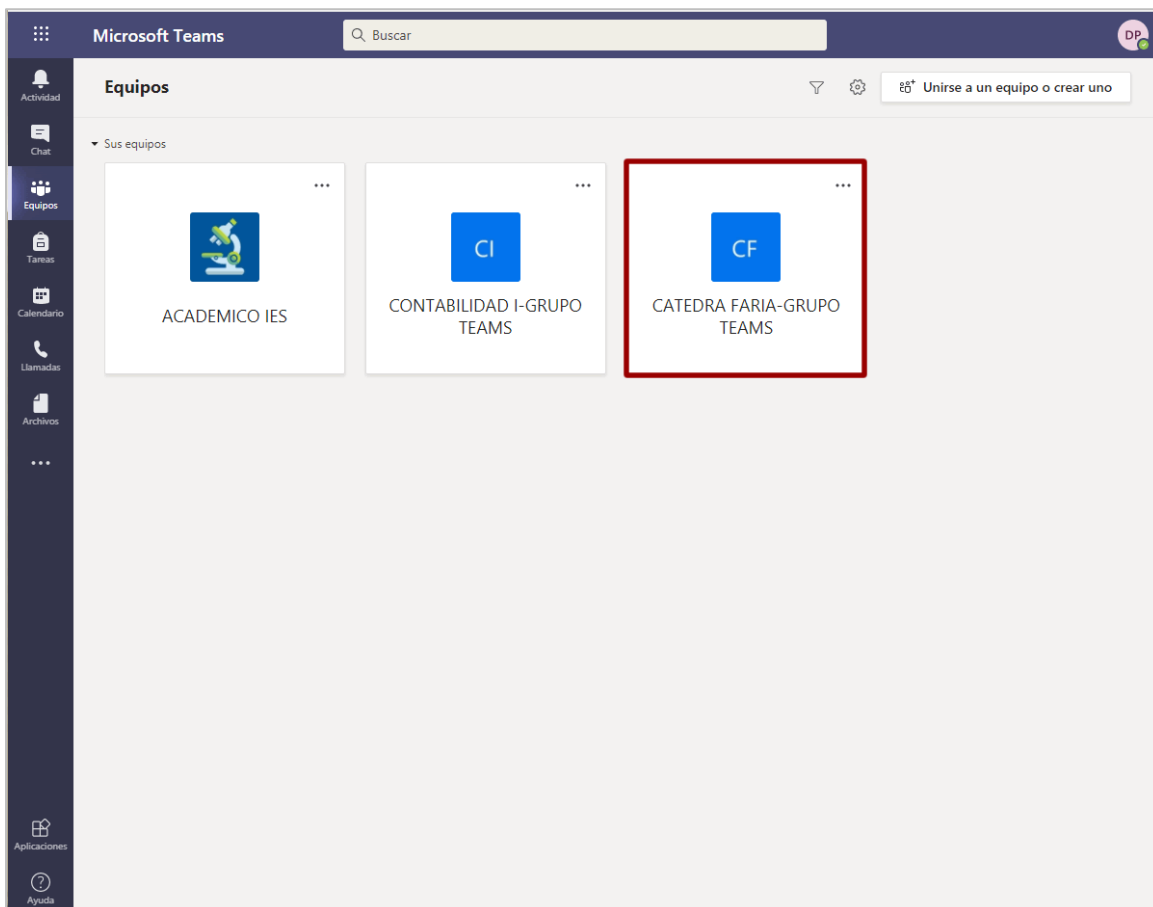 Microsoft Teams
Buscar
DP
Actividad
Chat
Equipos
Tareas
Calendario
Llamadas
Archivos
Aplicaciones
Ayuda
Equipos
Unirse a un equipo o crear uno
Sus equipos
ACADEMICO IES
CI
CONTABILIDAD I-GRUPO
TEAMS
CF
CATEDRA FARIA-GRUPO
TEAMS